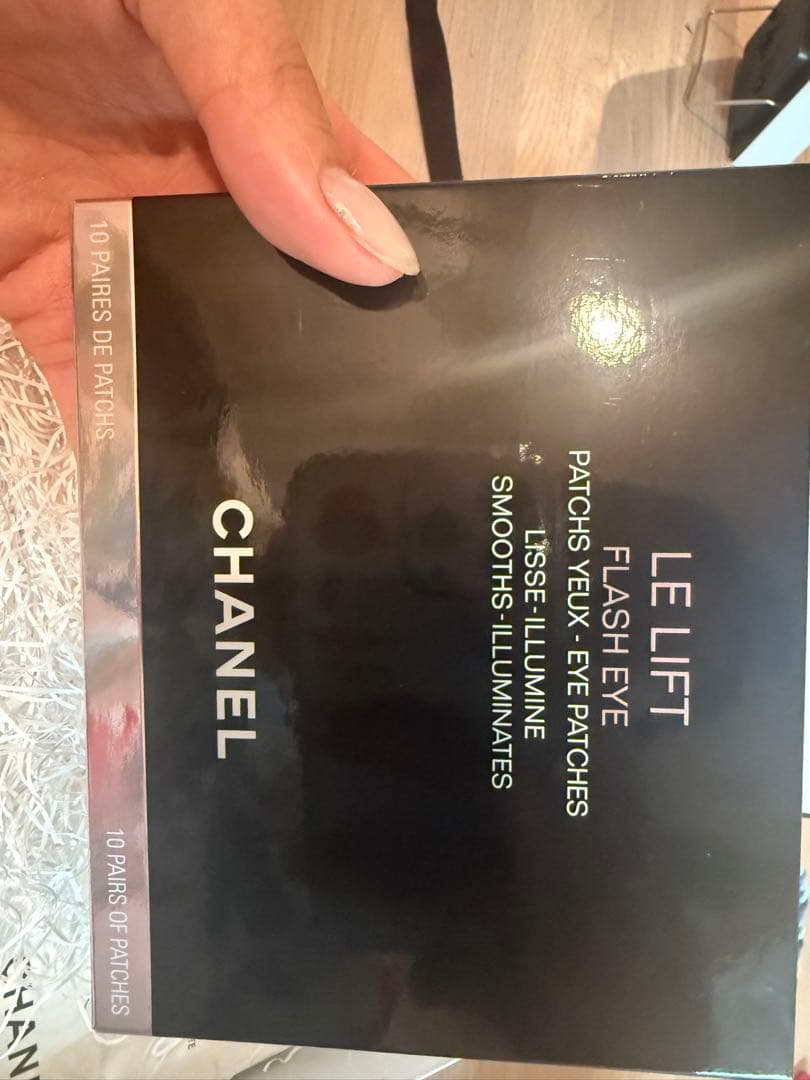 LE LIFT
FLASH EYE
PATCHS YEUX - EYE PATCHES
LISSE-ILLUMINE
SMOOTHS-ILLUMINATES
CHANEL
10 PAIRES DE PATCHS
10 PAIRS OF PATCHES